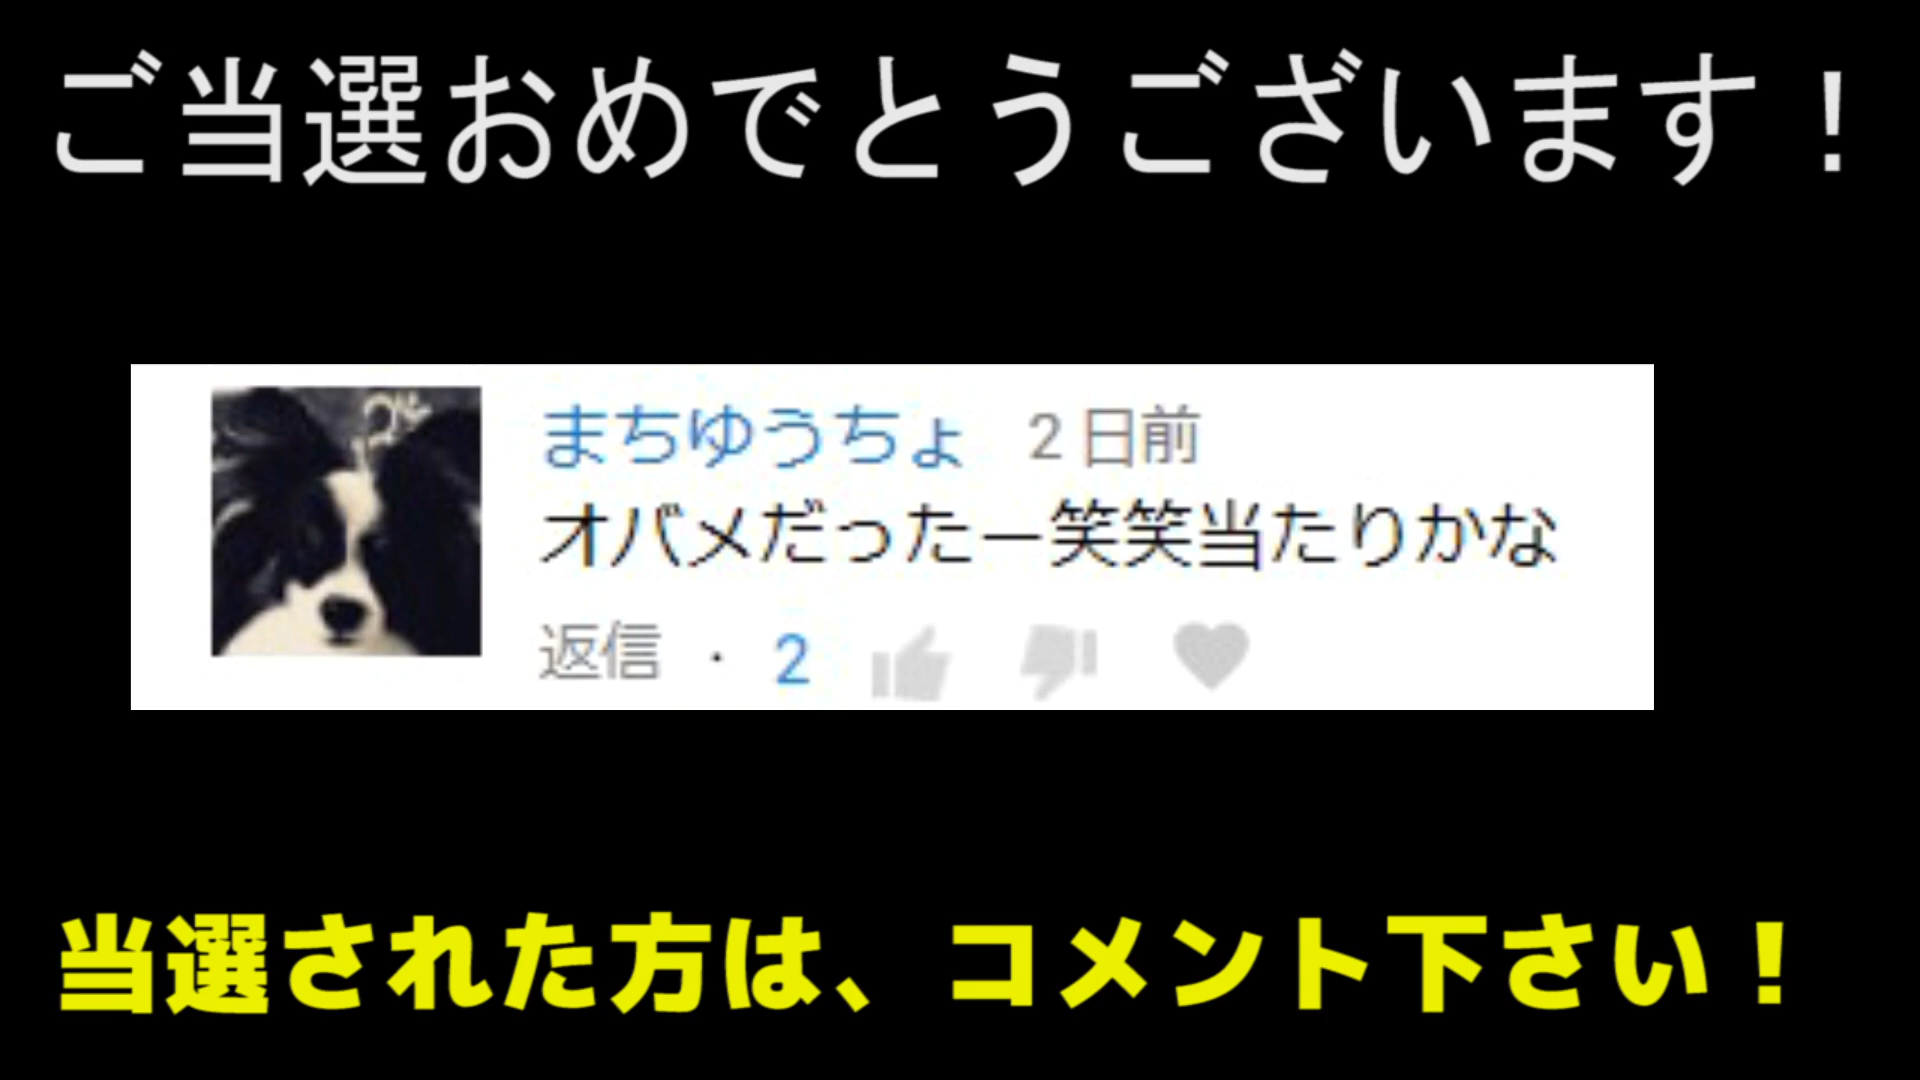 ご当選おめでとうございます！
まちゆうちょ 2 日前
オバメだったー笑笑当たりかな
返信 · 2
当選された方は、コメント下さい！